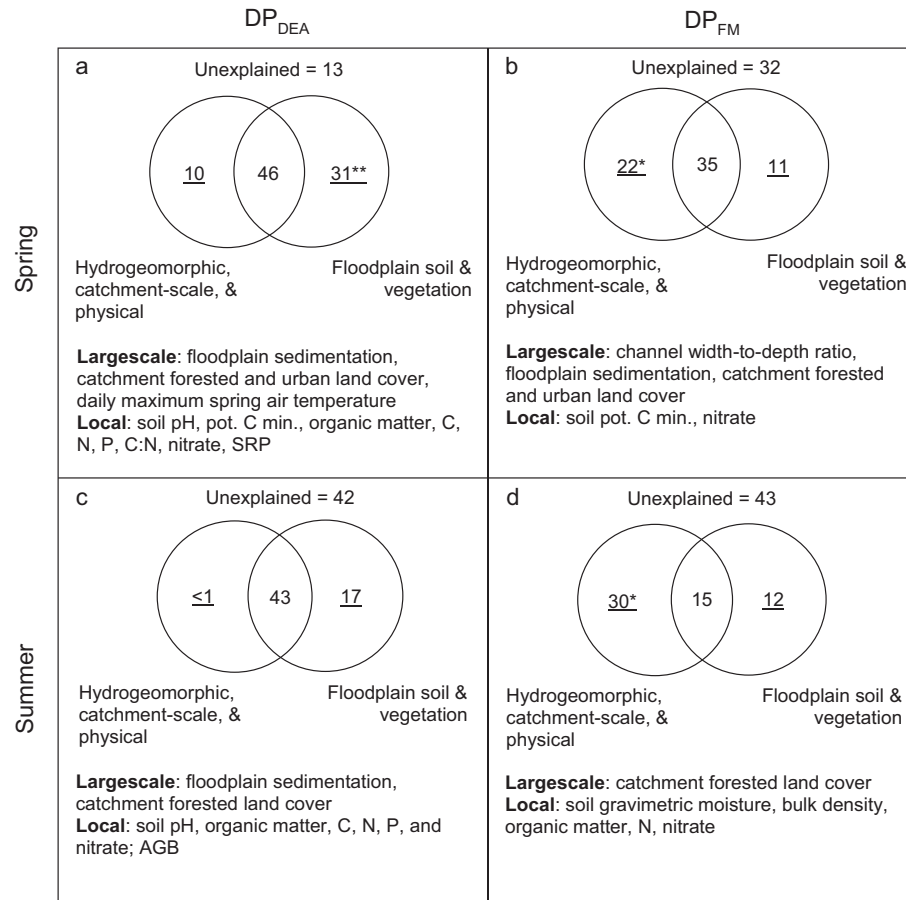 DP_DEA
DP_FM
Spring
a
Unexplained = 13
10
46
31**
Hydrogeomorphic,
catchment-scale, &
physical
Floodplain soil &
vegetation
Largescale: floodplain sedimentation,
catchment forested and urban land cover,
daily maximum spring air temperature
Local: soil pH, pot. C min., organic matter, C,
N, P, C:N, nitrate, SRP
b
Unexplained = 32
22*
35
11
Hydrogeomorphic,
catchment-scale, &
physical
Floodplain soil &
vegetation
Largescale: channel width-to-depth ratio,
floodplain sedimentation, catchment forested
and urban land cover
Local: soil pot. C min., nitrate
Summer
c
Unexplained = 42
<1
43
17
Hydrogeomorphic,
catchment-scale, &
physical
Floodplain soil &
vegetation
Largescale: floodplain sedimentation,
catchment forested land cover
Local: soil pH, organic matter, C, N, P, and
nitrate; AGB
d
Unexplained = 43
30*
15
12
Hydrogeomorphic,
catchment-scale, &
physical
Floodplain soil &
vegetation
Largescale: catchment forested land cover
Local: soil gravimetric moisture, bulk density,
organic matter, N, nitrate